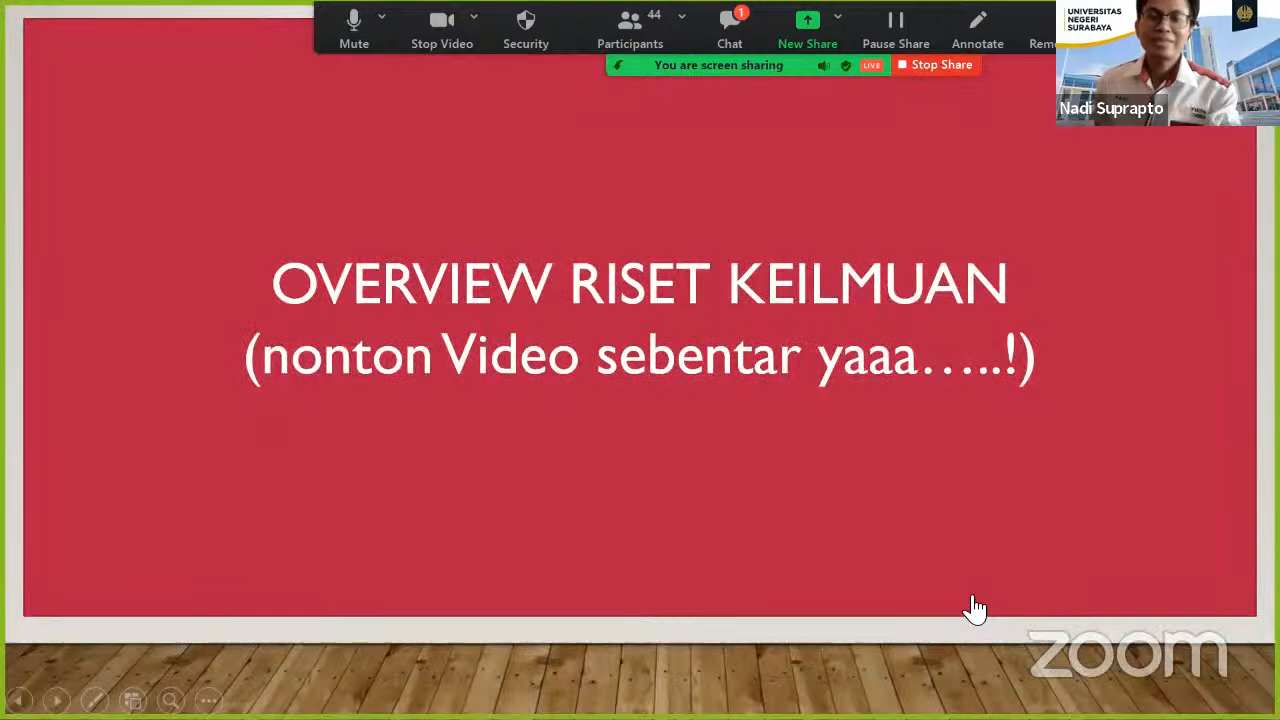 Mute
Stop Video
Security
Participants
44
Chat
1
New Share
Pause Share
Annotate
You are screen sharing
LIVE
Stop Share
UNIVERSITAS
NEGERI
SURABAYA
Nadi Suprapto
OVERVIEW RISET KEILMUAN
(nonton Video sebentar yaaa…..!)
zoom